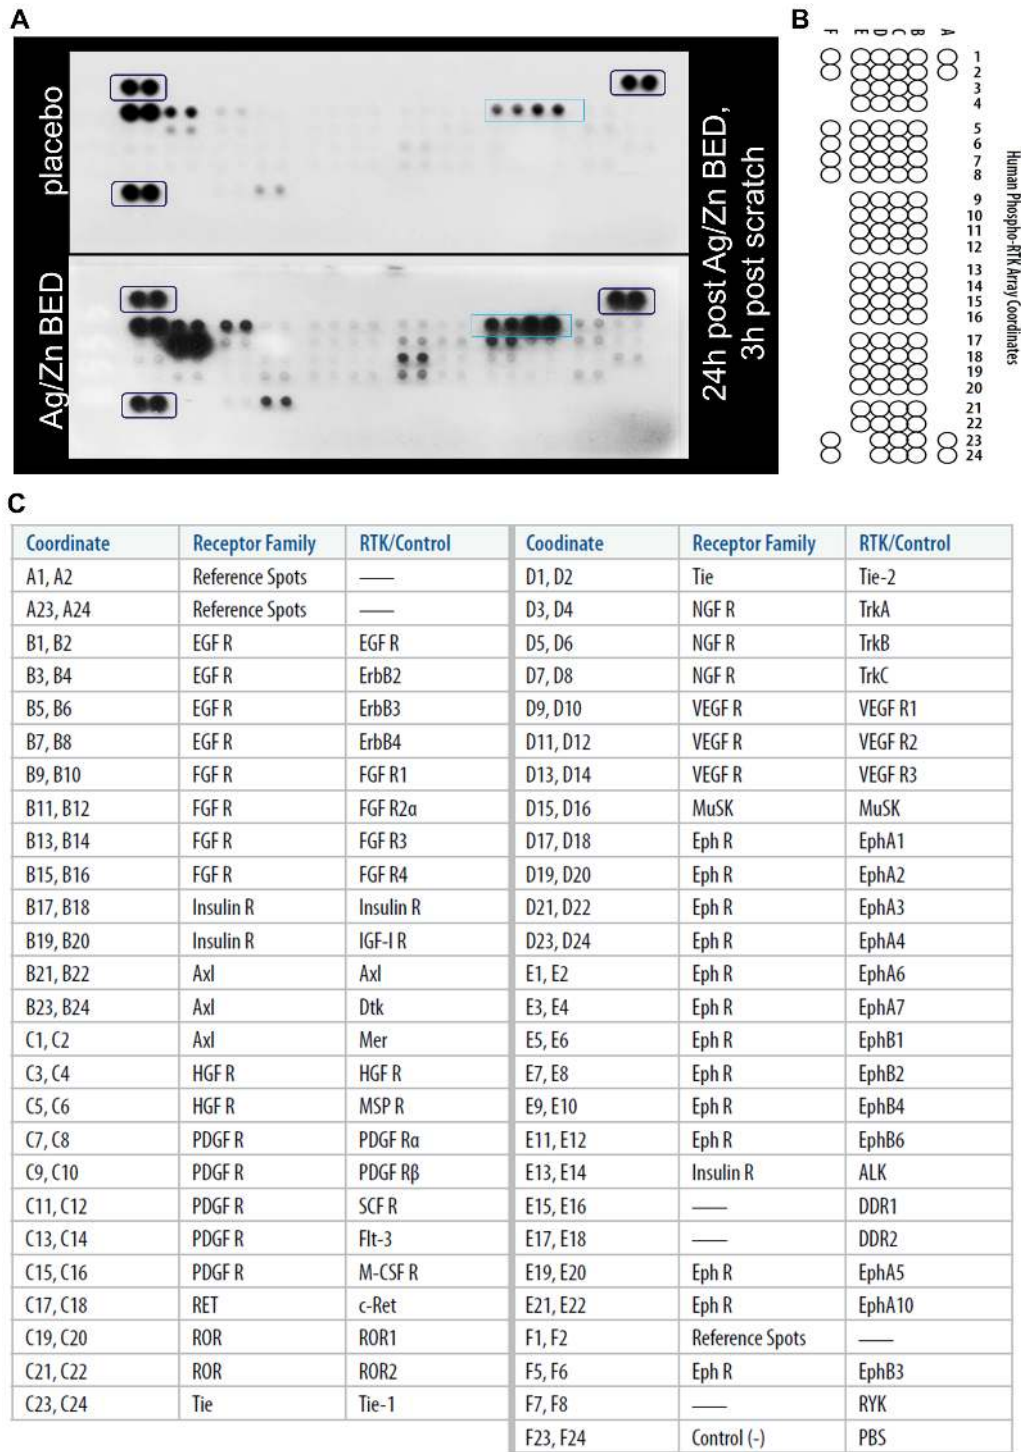 A
placebo
Ag/Zn BED
24h post Ag/Zn BED,
3h post scratch
B
F E D C B A
1
2
3
4
5
6
7
8
9
10
11
12
13
14
15
16
17
18
19
20
21
22
23
24
Human Phospho-RTK Array Coordinates
C
Coordinate Receptor Family RTK/Control Coodinate Receptor Family RTK/Control
A1, A2 Reference Spots —— D1, D2 Tie Tie-2
A23, A24 Reference Spots —— D3, D4 NGF R TrkA
B1, B2 EGF R EGF R D5, D6 NGF R TrkB
B3, B4 EGF R ErbB2 D7, D8 NGF R TrkC
B5, B6 EGF R ErbB3 D9, D10 VEGF R VEGF R1
B7, B8 EGF R ErbB4 D11, D12 VEGF R VEGF R2
B9, B10 FGF R FGF R1 D13, D14 VEGF R VEGF R3
B11, B12 FGF R FGF R2α D15, D16 MuSK MuSK
B13, B14 FGF R FGF R3 D17, D18 Eph R EphA1
B15, B16 FGF R FGF R4 D19, D20 Eph R EphA2
B17, B18 Insulin R Insulin R D21, D22 Eph R EphA3
B19, B20 Insulin R IGF-I R D23, D24 Eph R EphA4
B21, B22 Axl Axl E1, E2 Eph R EphA6
B23, B24 Axl Dtk E3, E4 Eph R EphA7
C1, C2 Axl Mer E5, E6 Eph R EphB1
C3, C4 HGF R HGF R E7, E8 Eph R EphB2
C5, C6 HGF R MSP R E9, E10 Eph R EphB4
C7, C8 PDGF R PDGF Rα E11, E12 Eph R EphB6
C9, C10 PDGF R PDGF Rβ E13, E14 Insulin R ALK
C11, C12 PDGF R SCF R E15, E16 —— DDR1
C13, C14 PDGF R Flt-3 E17, E18 —— DDR2
C15, C16 PDGF R M-CSF R E19, E20 Eph R EphA5
C17, C18 RET c-Ret E21, E22 Eph R EphA10
C19, C20 ROR ROR1 F1, F2 Reference Spots ——
C21, C22 ROR ROR2 F5, F6 Eph R EphB3
C23, C24 Tie Tie-1 F7, F8 —— RYK
F23, F24 Control (-) PBS